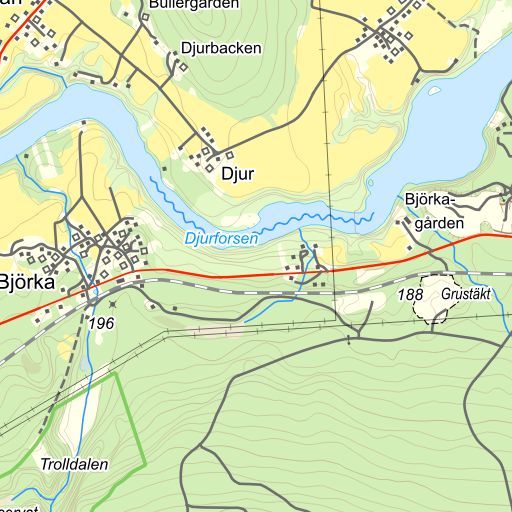 Bullergården
Djurbacken
Djur
Björka-
gården
Djurforsen
Björka
188
Grustäkt
196
Trolldalen